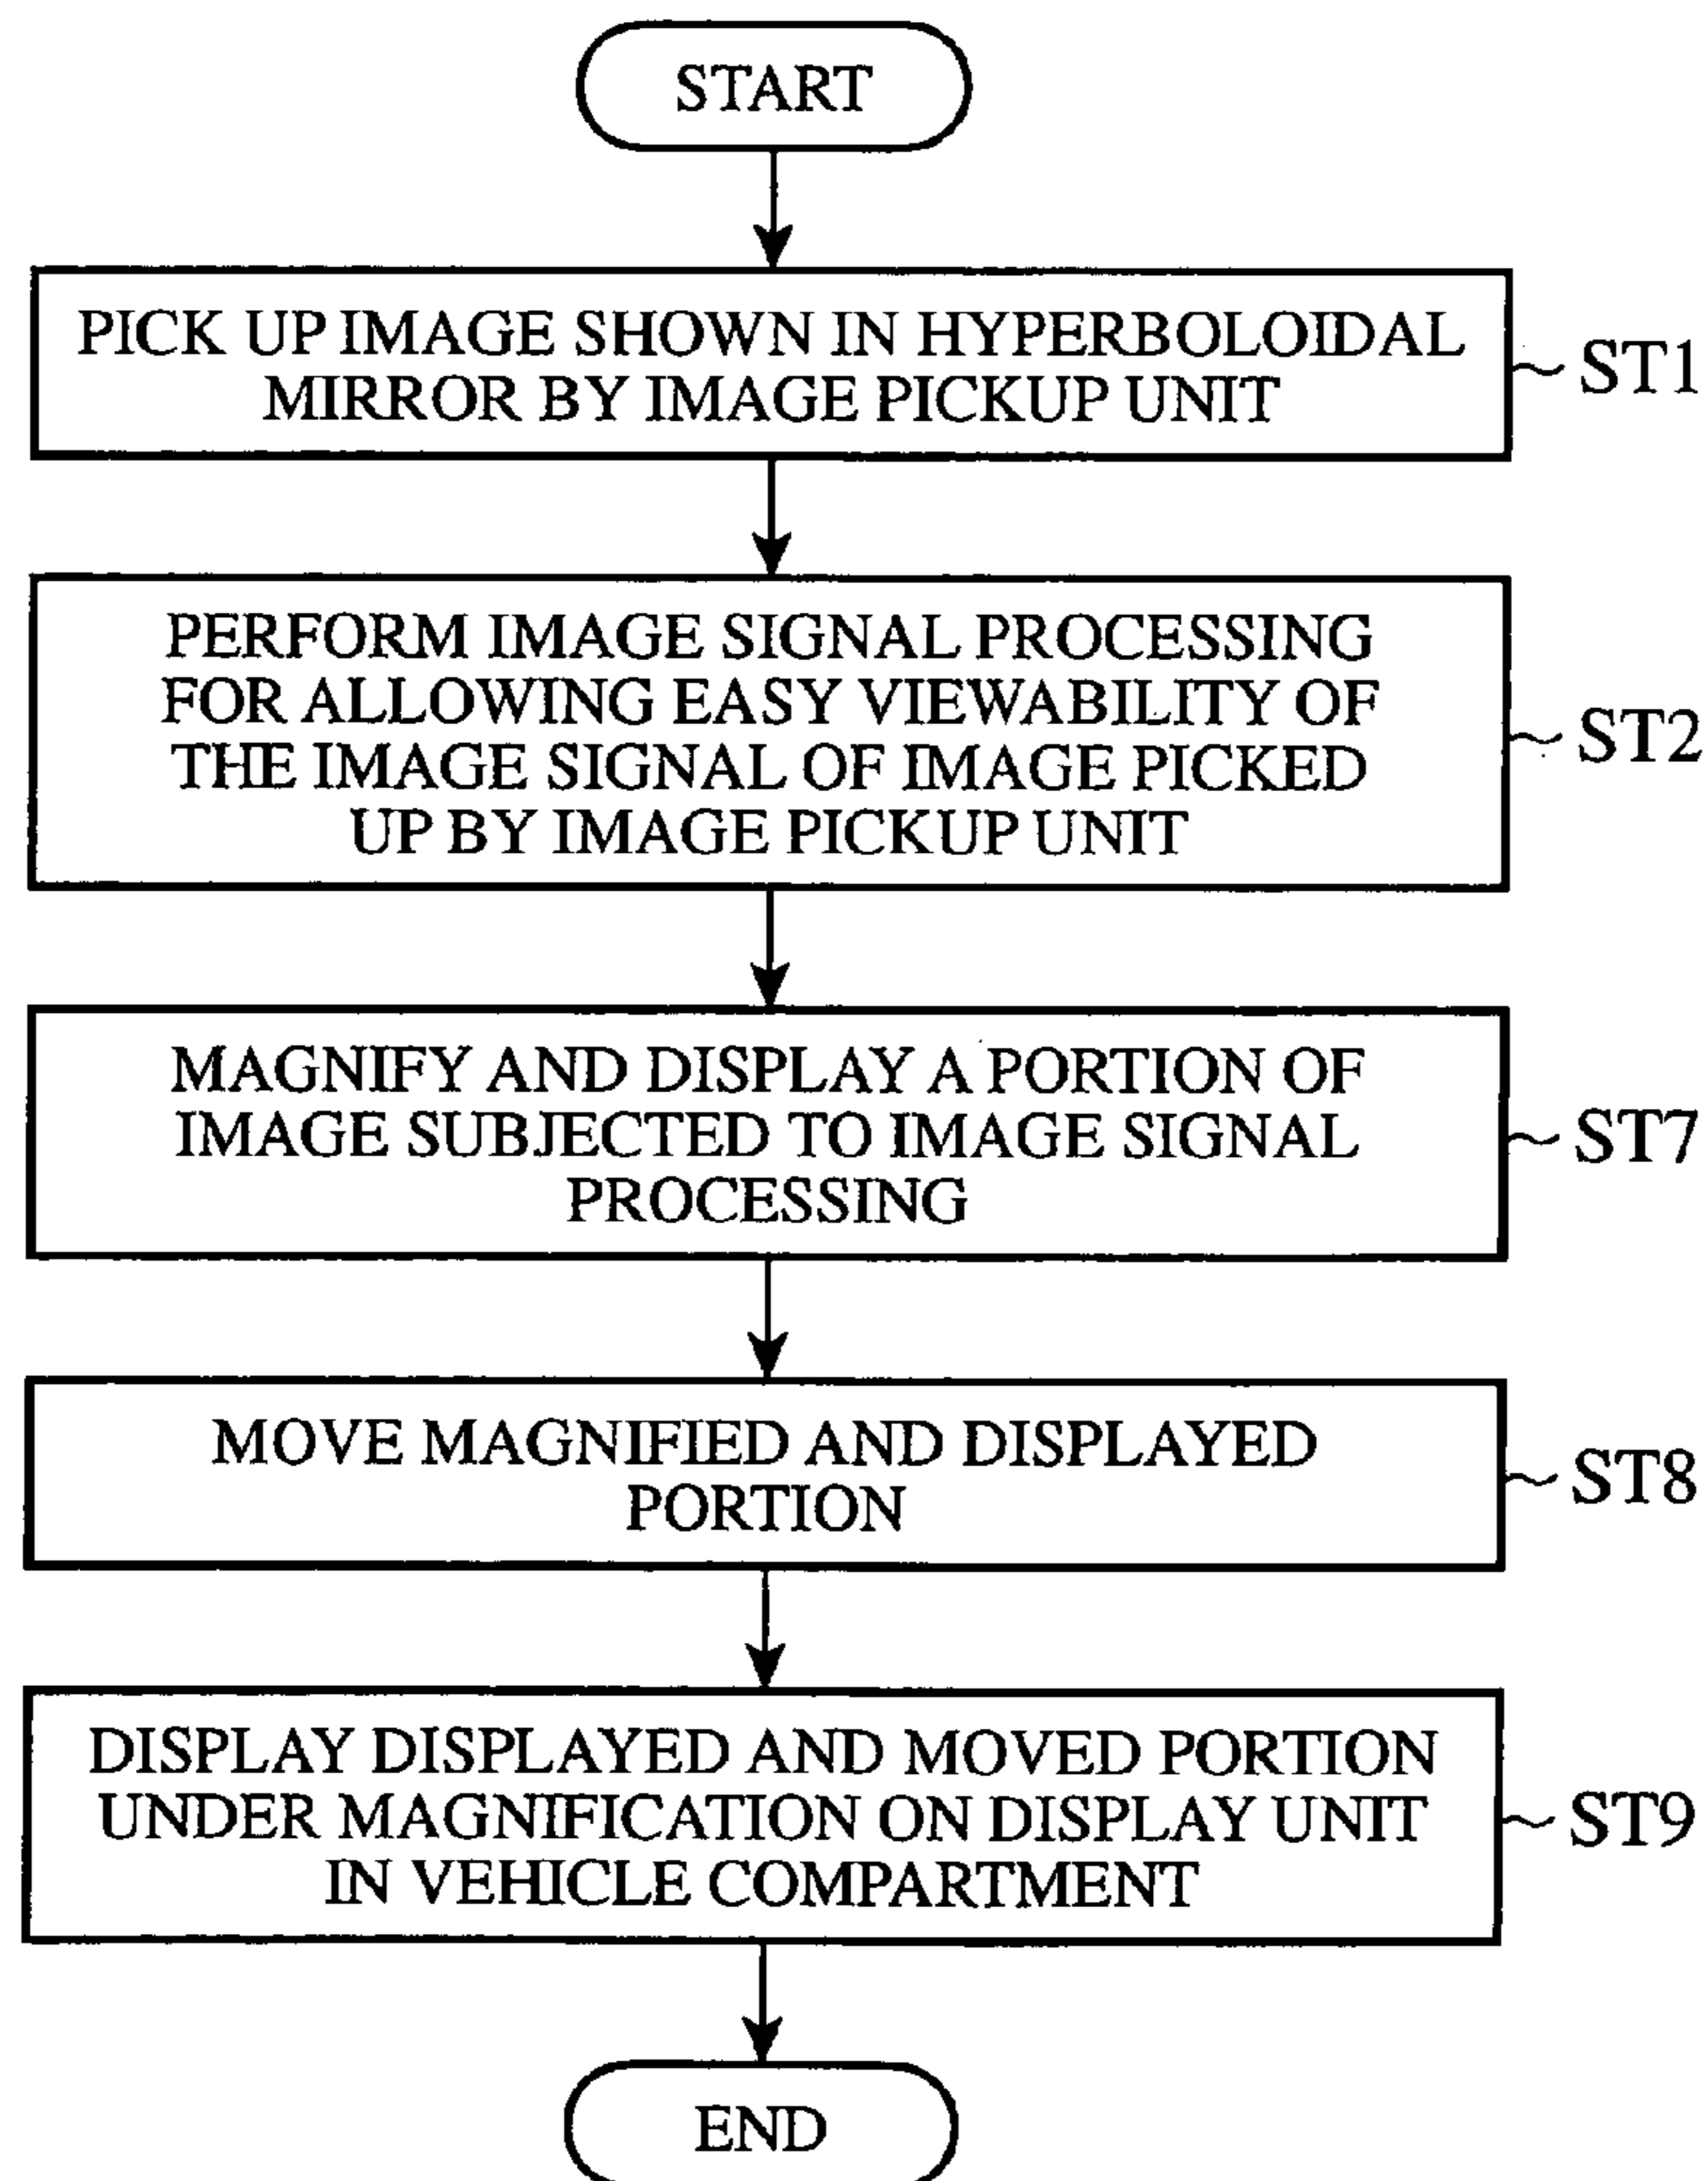 START
PICK UP IMAGE SHOWN IN HYPERBOLOIDAL
MIRROR BY IMAGE PICKUP UNIT
ST1
PERFORM IMAGE SIGNAL PROCESSING
FOR ALLOWING EASY VIEWABILITY OF
THE IMAGE SIGNAL OF IMAGE PICKED
UP BY IMAGE PICKUP UNIT
ST2
MAGNIFY AND DISPLAY A PORTION OF
IMAGE SUBJECTED TO IMAGE SIGNAL
PROCESSING
ST7
MOVE MAGNIFIED AND DISPLAYED
PORTION
ST8
DISPLAY DISPLAYED AND MOVED PORTION
UNDER MAGNIFICATION ON DISPLAY UNIT
IN VEHICLE COMPARTMENT
ST9
END